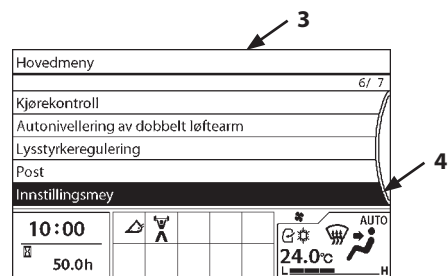 3
Hovedmeny
6/ 7
Kjørekontroll
Autonivellering av dobbelt løftearm
Lysstyrkeregulering
Post
4
Innstillingsmey
10:00
50.0h
AUTO
24.0℃
L H